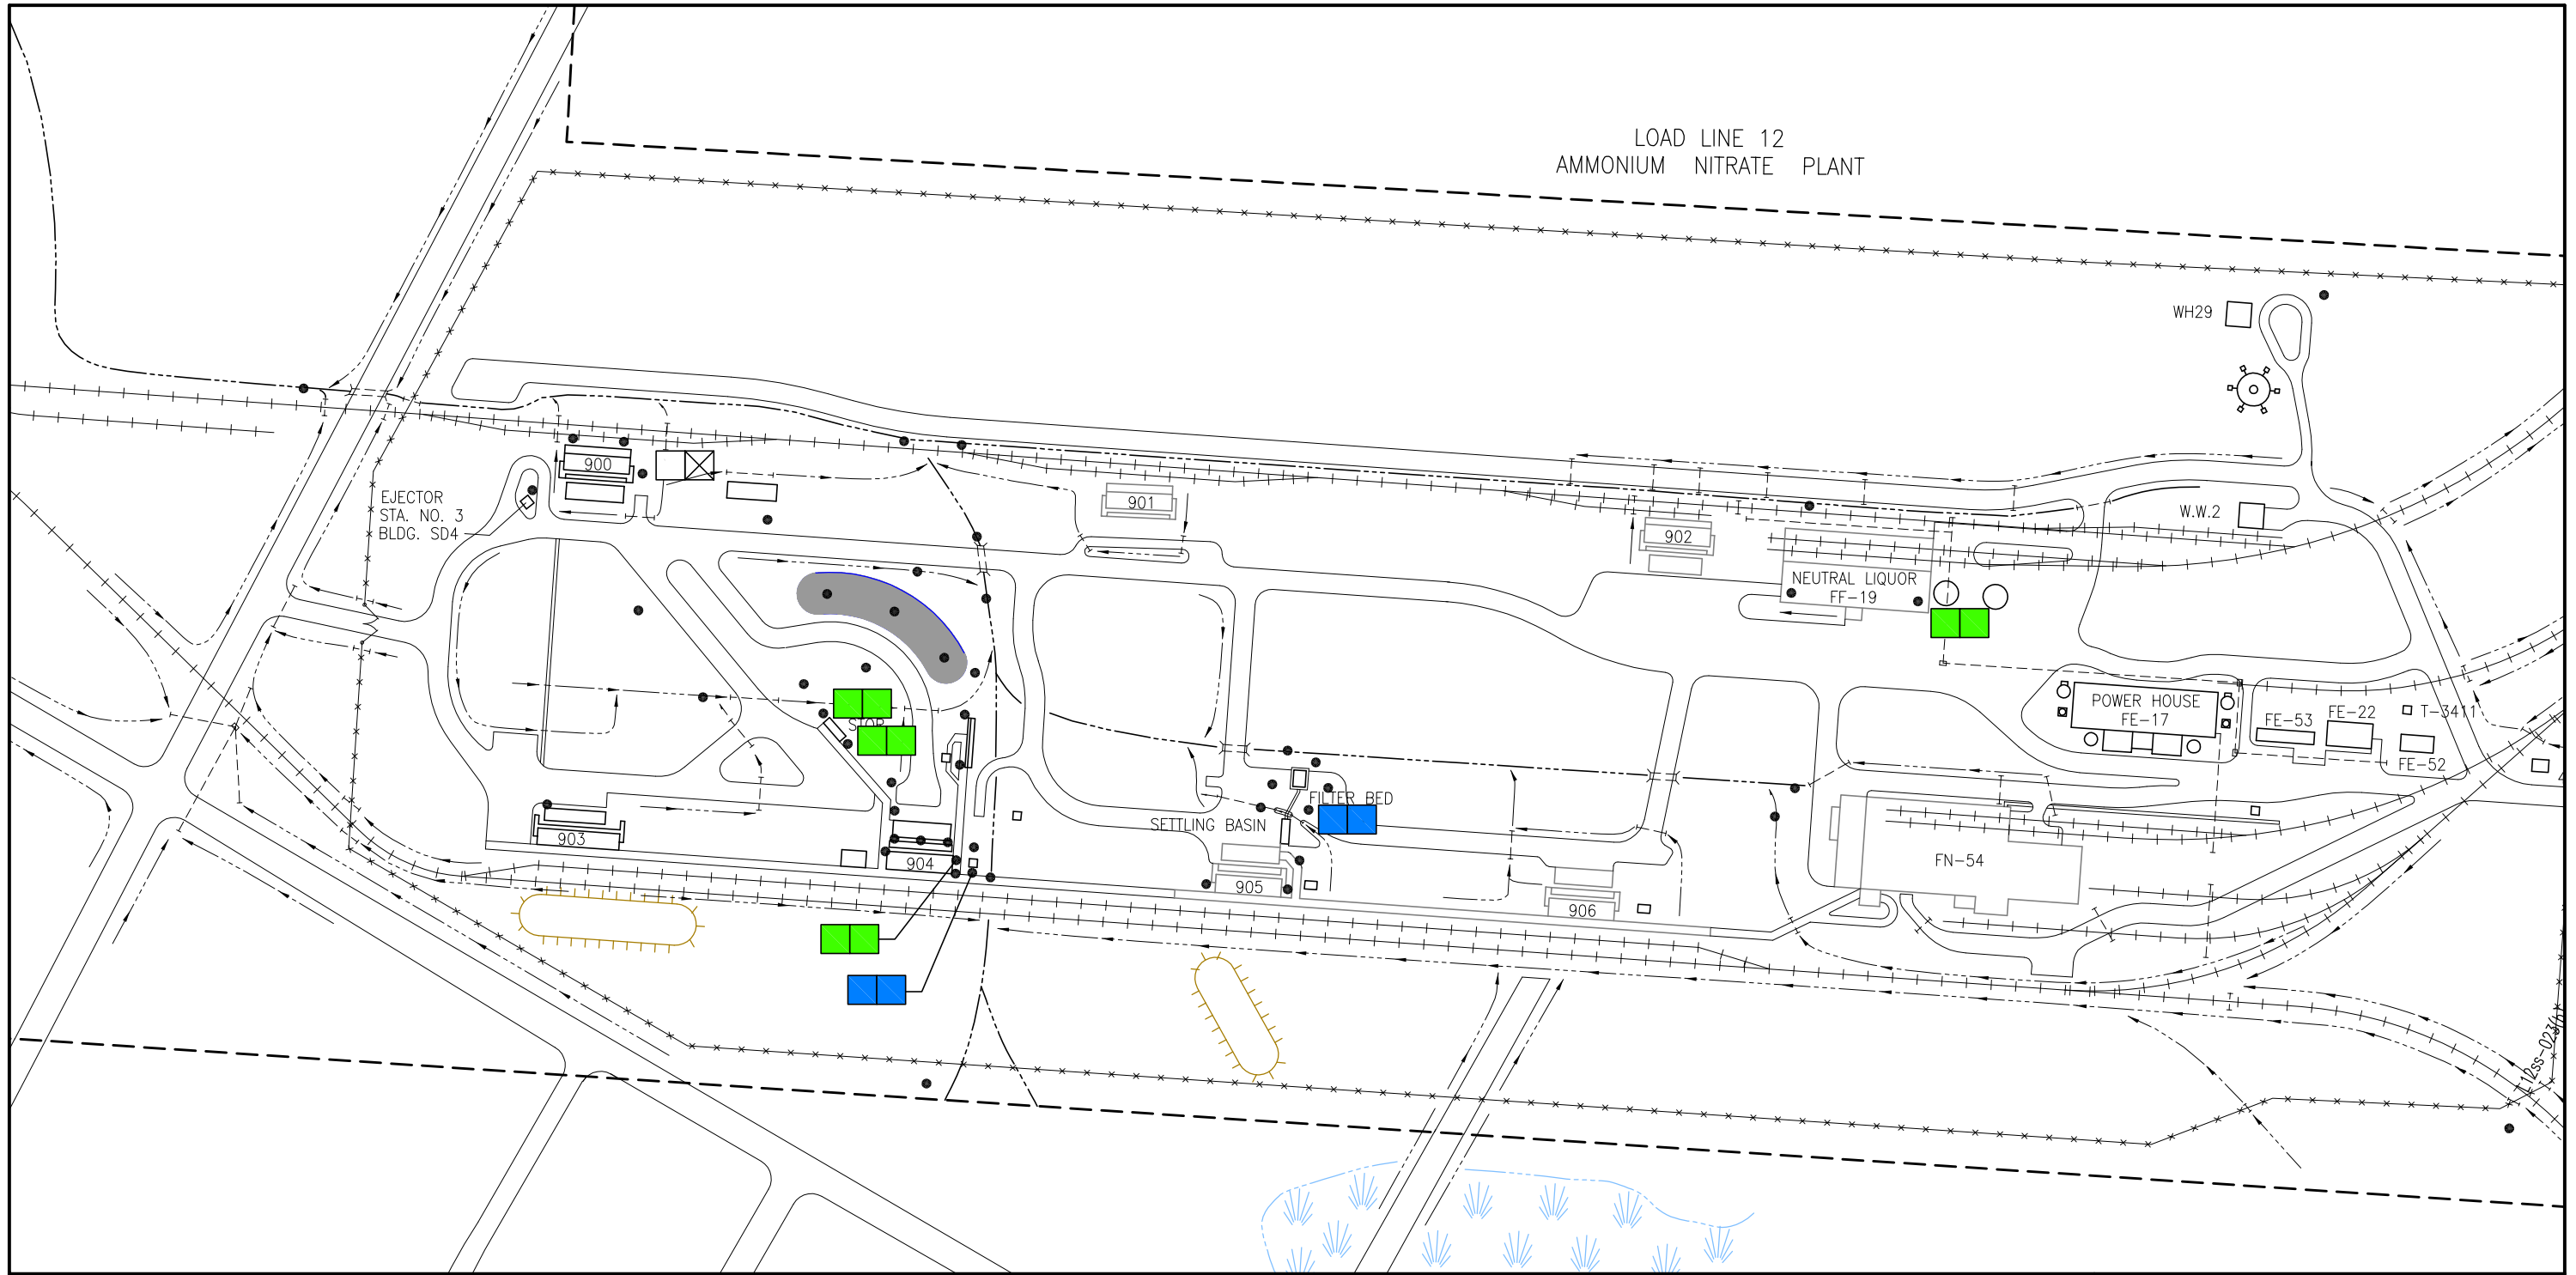 LOAD LINE 12
AMMONIUM NITRATE PLANT
WH29
900
EJECTOR
STA. NO. 3
BLDG. SD4
901
W.W.2
902
NEUTRAL LIQUOR
FF-19
POWER HOUSE
FE-17
FE-53
FE-22
T-3411
FE-52
STOR
FILTER BED
SETTLING BASIN
903
904
905
906
FN-54